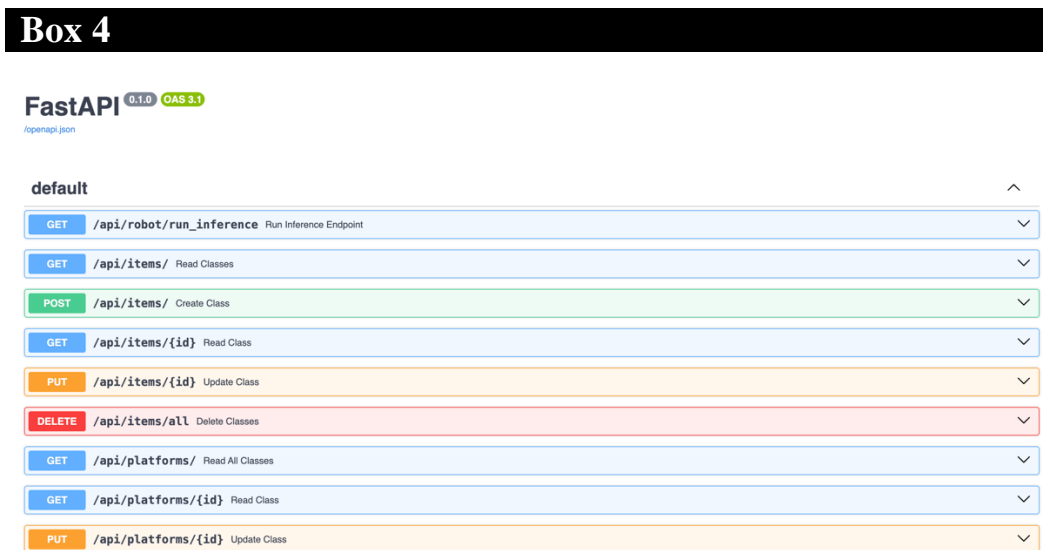 Box 4
FastAPI 0.1.0 OAS 3.1
/openapi.json
default
GET /api/robot/run_inference Run Inference Endpoint
GET /api/items/ Read Classes
POST /api/items/ Create Class
GET /api/items/{id} Read Class
PUT /api/items/{id} Update Class
DELETE /api/items/all Delete Classes
GET /api/platforms/ Read All Classes
GET /api/platforms/{id} Read Class
PUT /api/platforms/{id} Update Class